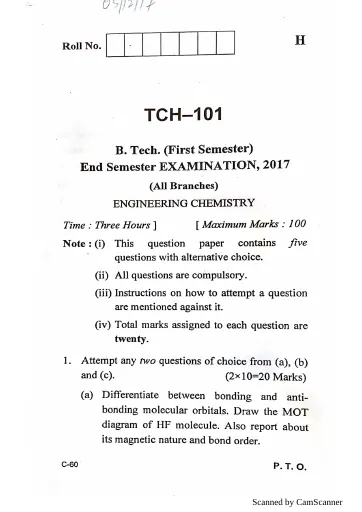 05/12/17
Roll No.
H
TCH–101
B. Tech. (First Semester)
End Semester EXAMINATION, 2017
(All Branches)
ENGINEERING CHEMISTRY
Time : Three Hours ] [ Maximum Marks : 100
Note : (i) This question paper contains five
questions with alternative choice.
(ii) All questions are compulsory.
(iii) Instructions on how to attempt a question
are mentioned against it.
(iv) Total marks assigned to each question are
twenty.
1. Attempt any two questions of choice from (a), (b)
and (c). (2×10=20 Marks)
(a) Differentiate between bonding and anti-
bonding molecular orbitals. Draw the MOT
diagram of HF molecule. Also report about
its magnetic nature and bond order.
C-60 P. T. O.
Scanned by CamScanner